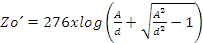 Zo´ = 276xlog(A/d + √(A²/d² − 1))